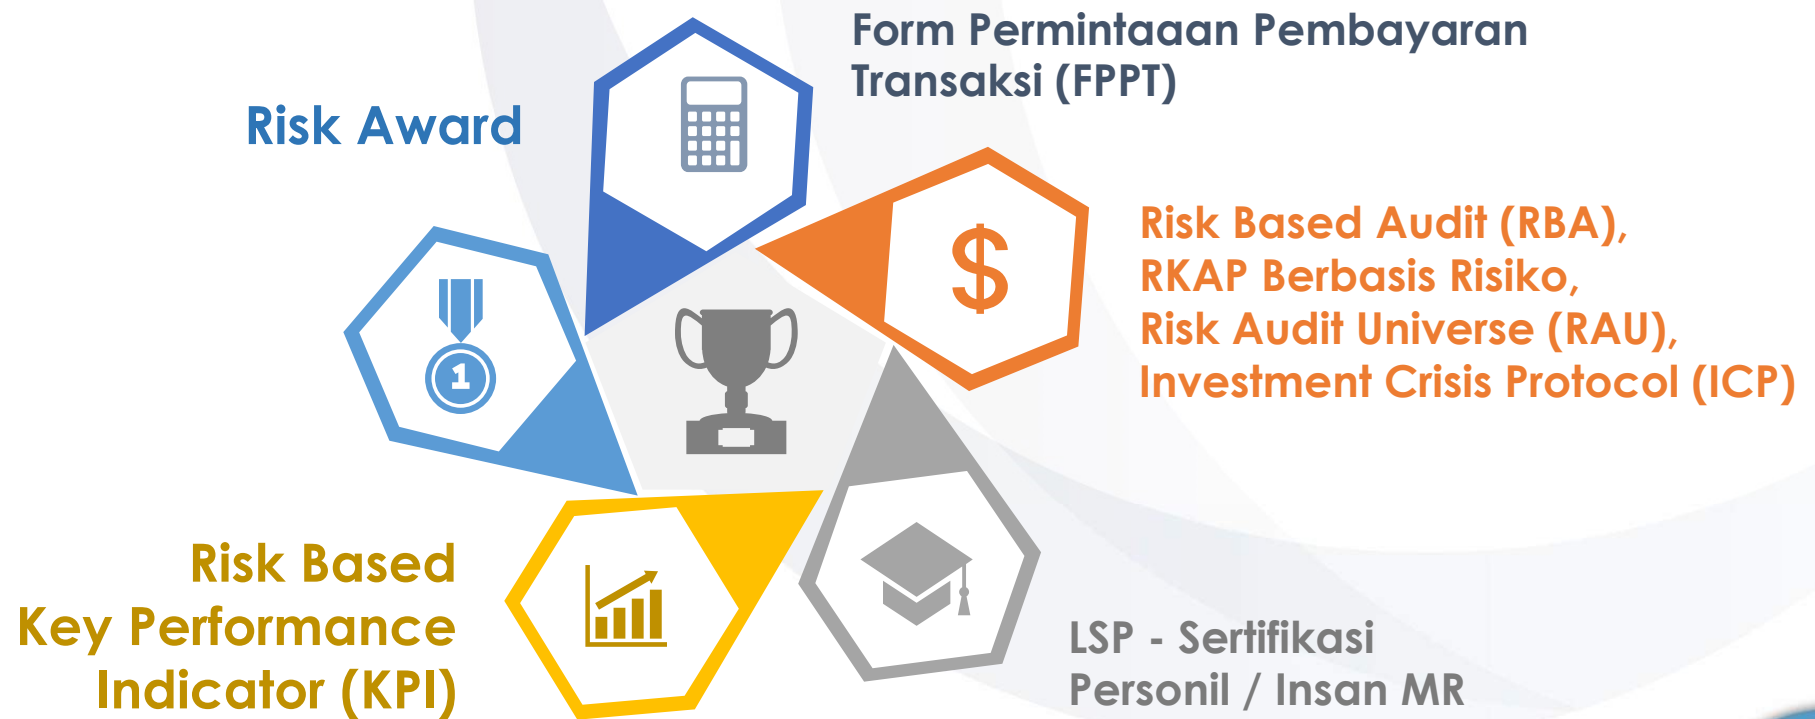 Form Permintaaan Pembayaran
Transaksi (FPPT)
Risk Award
Risk Based Audit (RBA),
RKAP Berbasis Risiko,
Risk Audit Universe (RAU),
Investment Crisis Protocol (ICP)
1
Risk Based
Key Performance
Indicator (KPI)
LSP - Sertifikasi
Personil / Insan MR